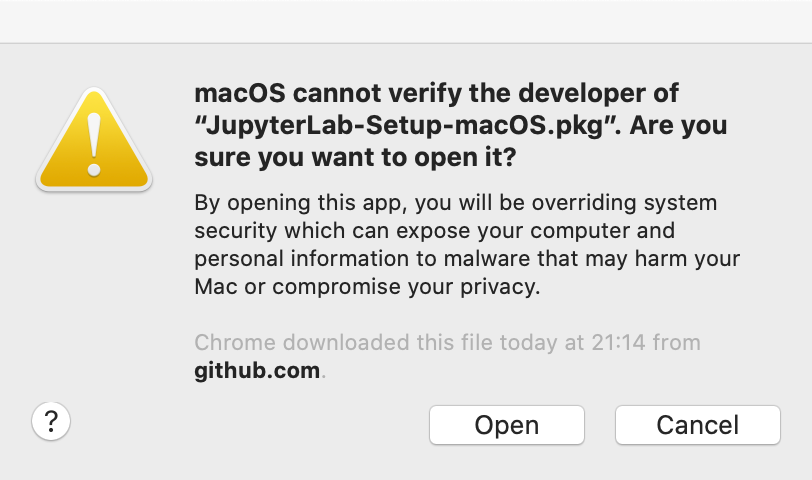 macOS cannot verify the developer of
“JupyterLab-Setup-macOS.pkg”. Are you
sure you want to open it?
By opening this app, you will be overriding system
security which can expose your computer and
personal information to malware that may harm your
Mac or compromise your privacy.
Chrome downloaded this file today at 21:14 from
github.com.
?
Open
Cancel